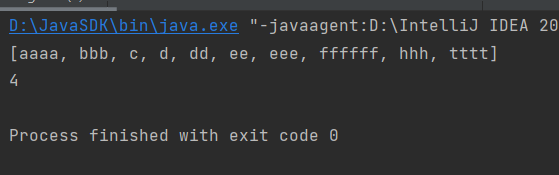 D:\JavaSDK\bin\java.exe "-javaagent:D:\IntelliJ IDEA 20
[aaaa, bbb, c, d, dd, ee, eee, ffffff, hhh, tttt]
4
Process finished with exit code 0